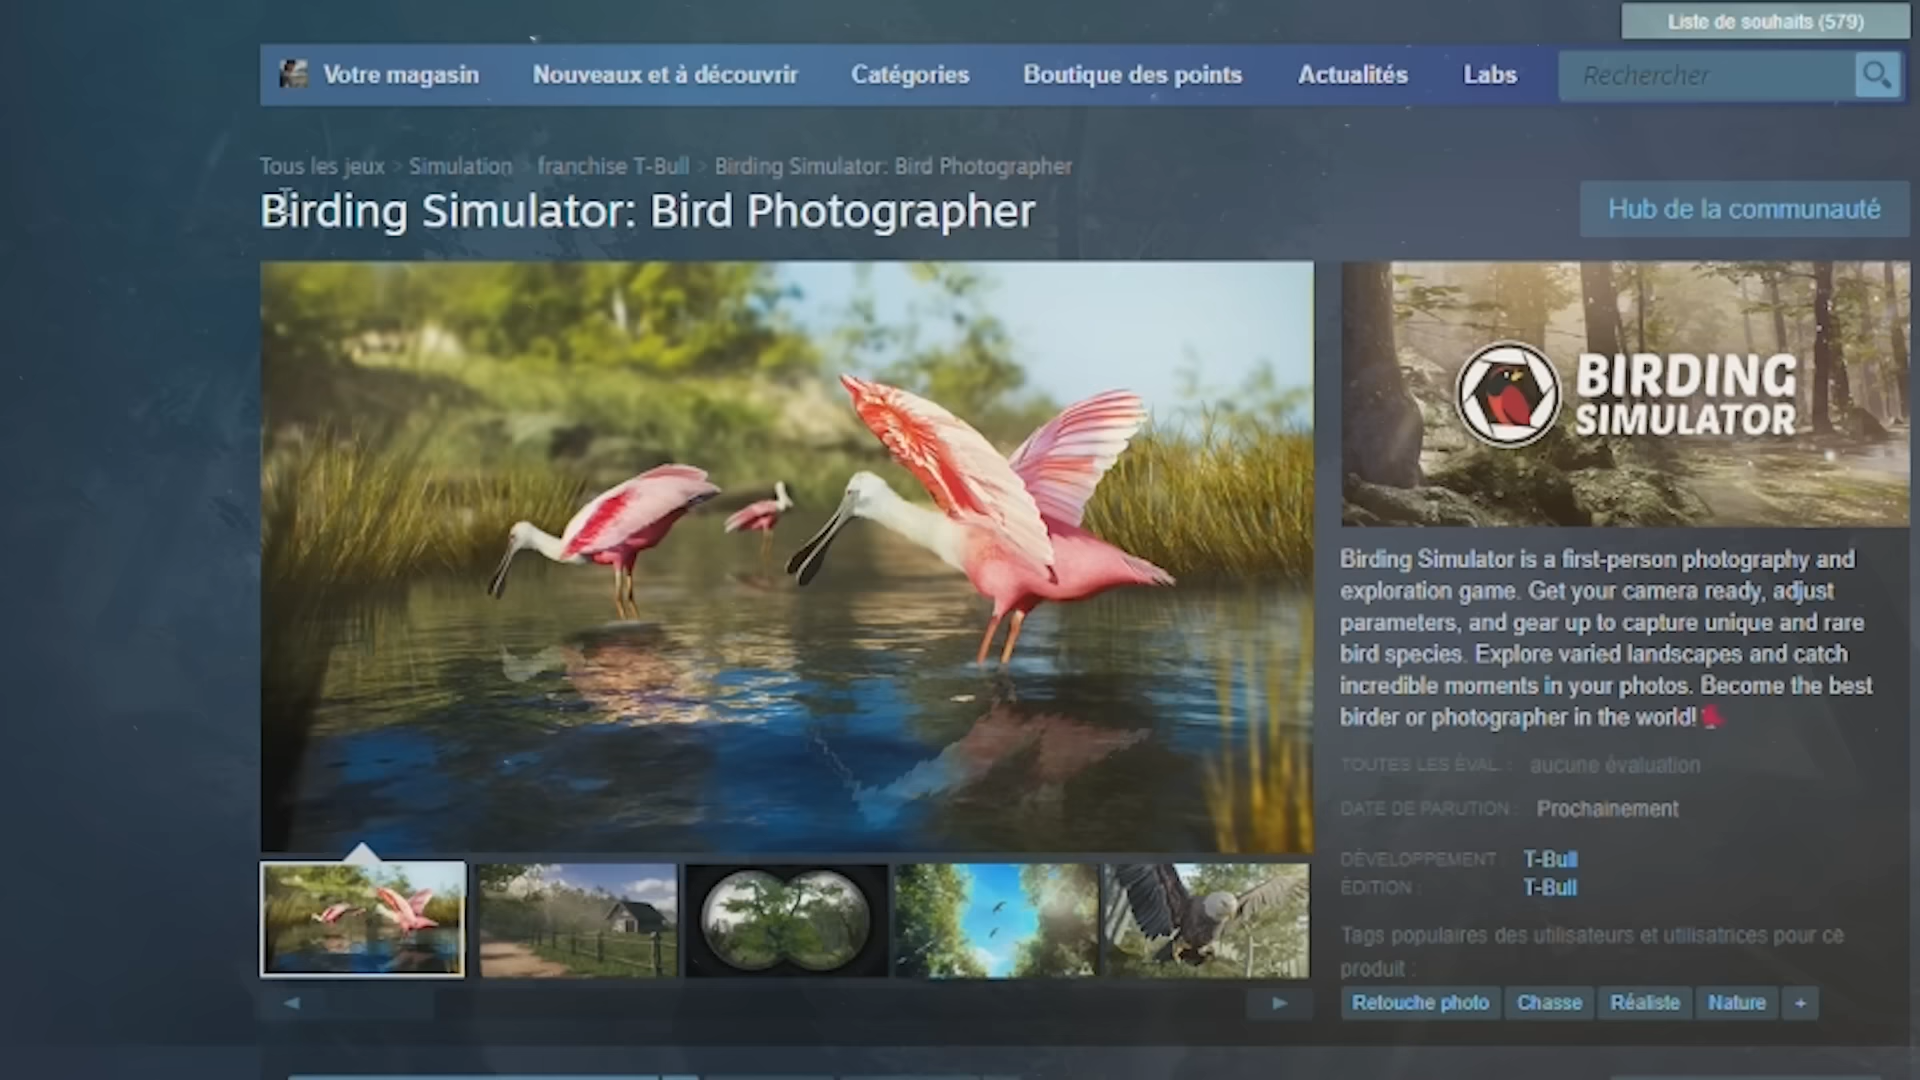 Liste de souhaits (579)
Votre magasin
Nouveaux et à découvrir
Catégories
Boutique des points
Actualités
Labs
Rechercher
Tous les jeux > Simulation > franchise T-Bull > Birding Simulator: Bird Photographer
Birding Simulator: Bird Photographer
Hub de la communauté
BIRDING
SIMULATOR
Birding Simulator is a first-person photography and
exploration game. Get your camera ready, adjust
parameters, and gear up to capture unique and rare
bird species. Explore varied landscapes and catch
incredible moments in your photos. Become the best
birder or photographer in the world!
TOUTES LES ÉVAL. : aucune évaluation
DATE DE PARUTION : Prochainement
DÉVELOPPEMENT : T-Bull
ÉDITION : T-Bull
Tags populaires des utilisateurs et utilisatrices pour ce
produit :
Retouche photo
Chasse
Réaliste
Nature
+